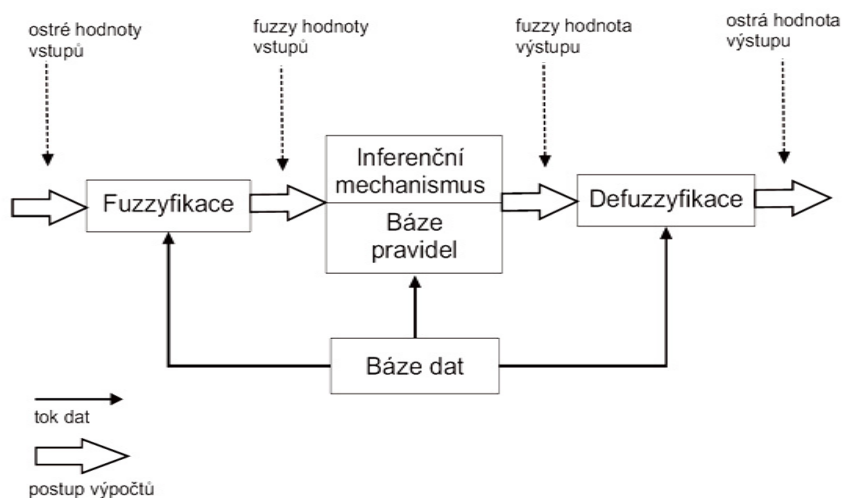 ostré hodnoty
vstupů
fuzzy hodnoty
vstupů
fuzzy hodnota
výstupu
ostrá hodnota
výstupu
Fuzzyfikace
Inferenční
mechanismus
Báze
pravidel
Defuzzyfikace
Báze dat
tok dat
postup výpočtů